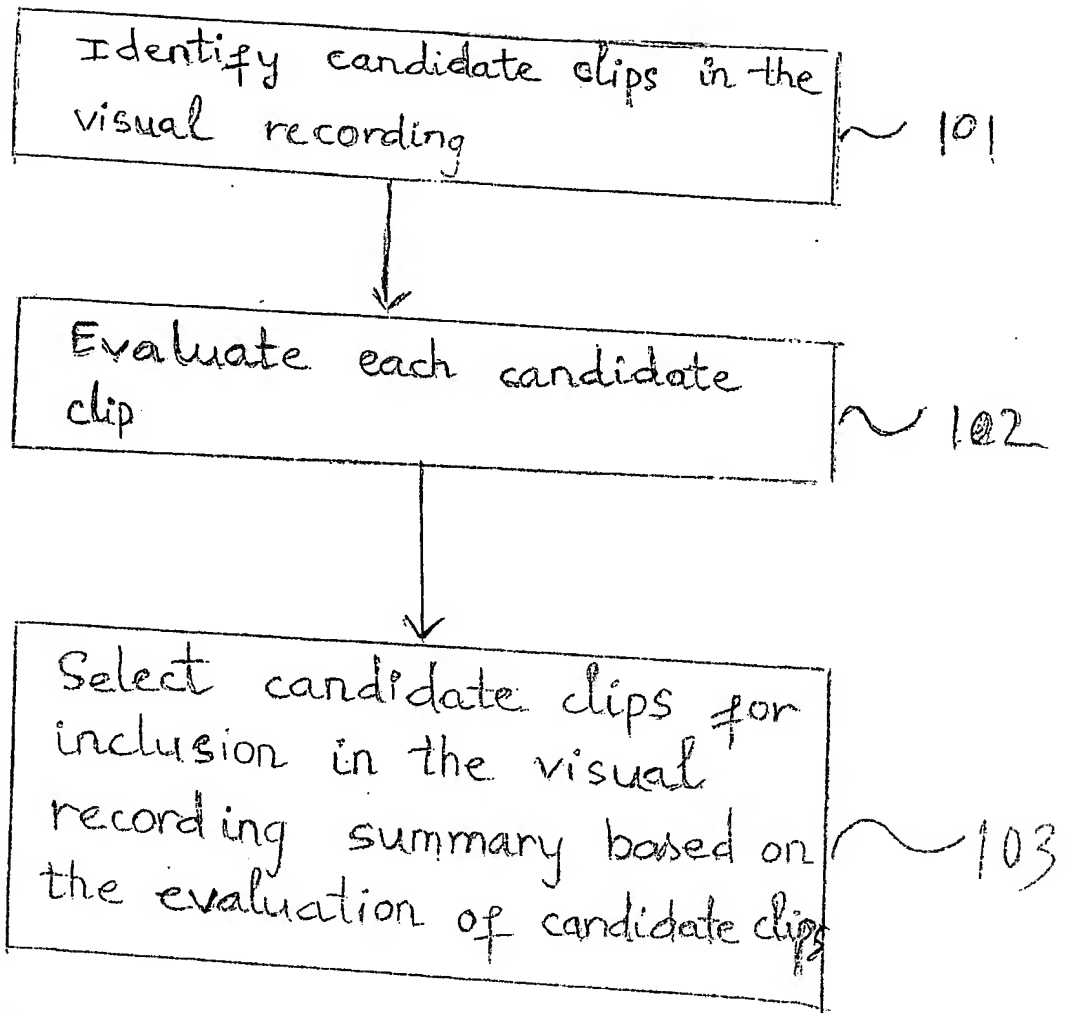 Identify candidate clips in the
visual recording
101
Evaluate each candidate
clip
102
Select candidate clips for
inclusion in the visual
recording summary based on
the evaluation of candidate clips
103